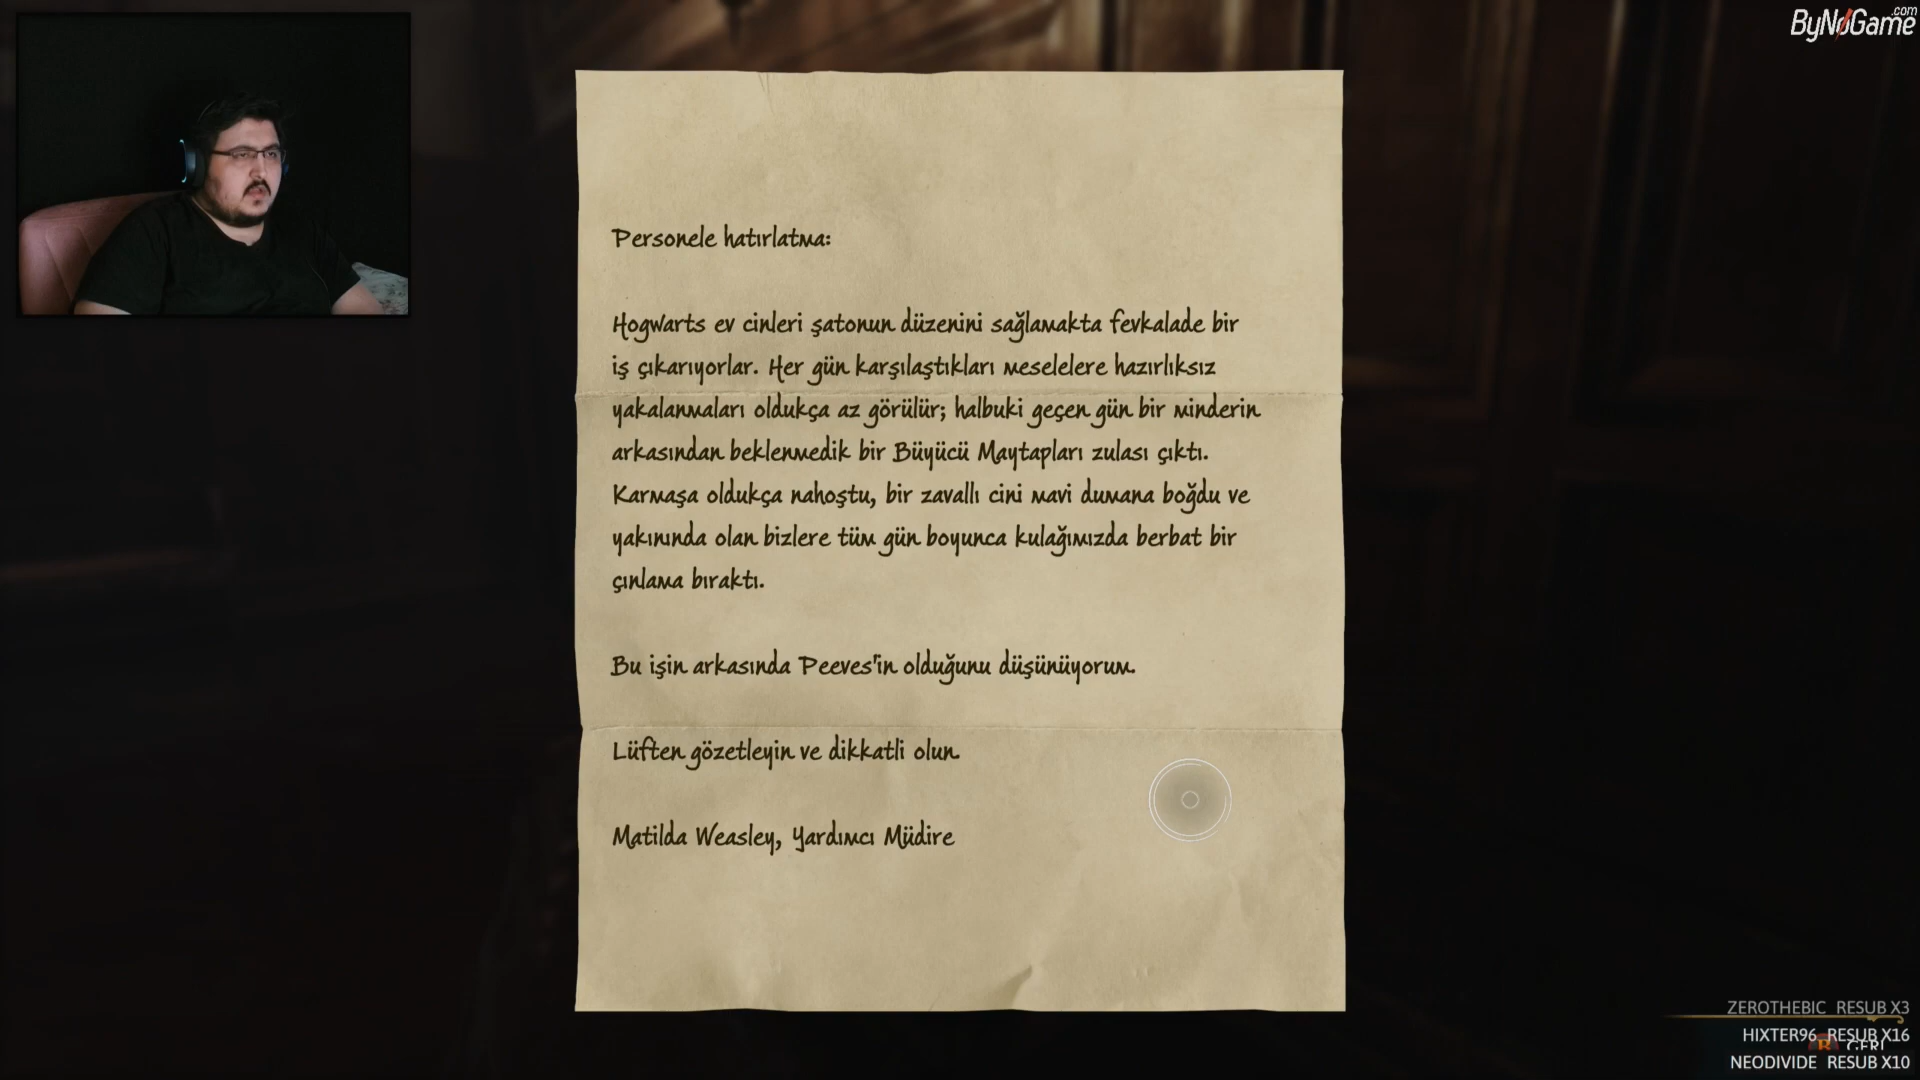 ByNoGame
.com
Personele hatırlatma:
Hogwarts ev cinleri şatonun düzenini sağlamakta fevkalade bir
iş çıkarıyorlar. Her gün karşılaştıkları meselelere hazırlıksız
yakalanmaları oldukça az görülür; halbuki geçen gün bir minderin
arkasından beklenmedik bir Büyücü Maytapları zulası çıktı.
Karmaşa oldukça nahoştu, bir zavallı cini mavi dumana boğdu ve
yakınında olan bizlere tüm gün boyunca kulağımızda berbat bir
çınlama bıraktı.
Bu işin arkasında Peeves'in olduğunu düşünüyorum.
Lüften gözetleyin ve dikkatli olun.
Matilda Weasley, Yardımcı Müdire
ZEROTHEBIC RESUB X3
HIXTER96 RESUB X16
B GERİ
NEODIVIDE RESUB X10